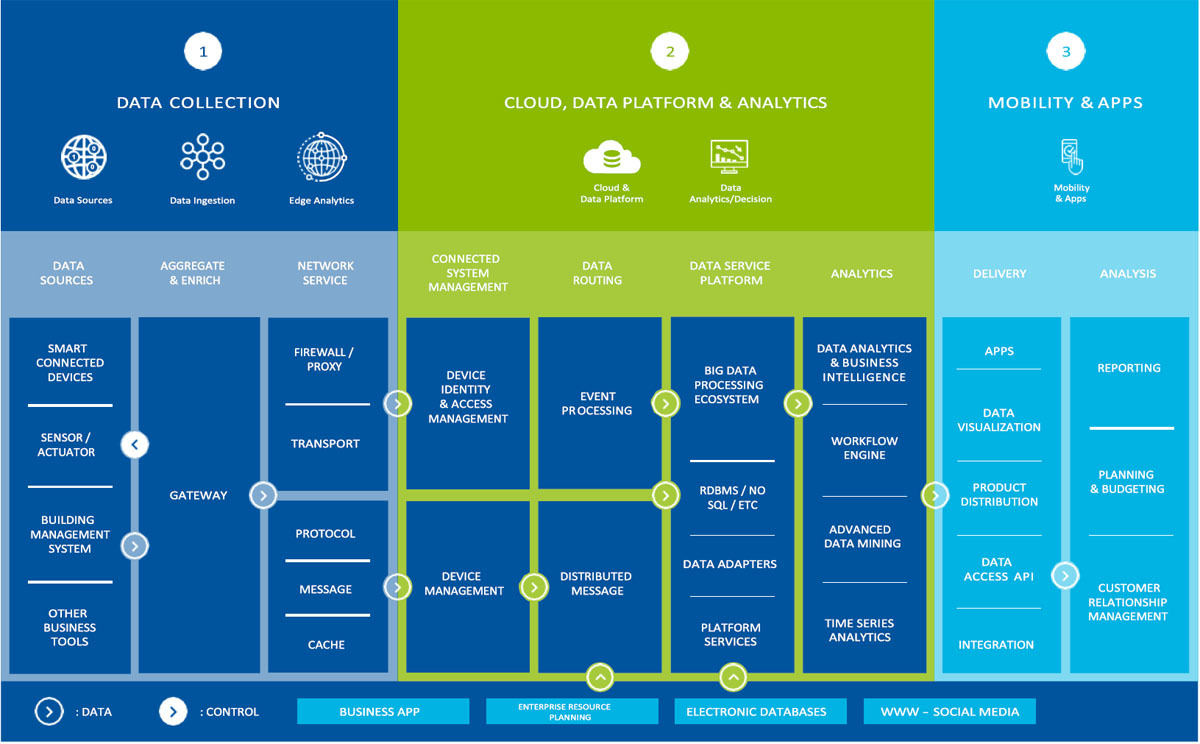 1
DATA COLLECTION
Data Sources
Data Ingestion
Edge Analytics
2
CLOUD, DATA PLATFORM & ANALYTICS
Cloud &
Data Platform
Data
Analytics/Decision
3
MOBILITY & APPS
Mobility
& Apps
DATA
SOURCES
AGGREGATE
& ENRICH
NETWORK
SERVICE
CONNECTED
SYSTEM
MANAGEMENT
DATA
ROUTING
DATA SERVICE
PLATFORM
ANALYTICS
DELIVERY
ANALYSIS
SMART
CONNECTED
DEVICES
SENSOR /
ACTUATOR
BUILDING
MANAGEMENT
SYSTEM
OTHER
BUSINESS
TOOLS
GATEWAY
FIREWALL /
PROXY
TRANSPORT
PROTOCOL
MESSAGE
CACHE
DEVICE
IDENTITY
& ACCESS
MANAGEMENT
DEVICE
MANAGEMENT
EVENT
PROCESSING
DISTRIBUTED
MESSAGE
BIG DATA
PROCESSING
ECOSYSTEM
RDBMS / NO
SQL / ETC
DATA ADAPTERS
PLATFORM
SERVICES
DATA ANALYTICS
& BUSINESS
INTELLIGENCE
WORKFLOW
ENGINE
ADVANCED
DATA MINING
TIME SERIES
ANALYTICS
APPS
DATA
VISUALIZATION
PRODUCT
DISTRIBUTION
DATA
ACCESS API
INTEGRATION
REPORTING
PLANNING
& BUDGETING
CUSTOMER
RELATIONSHIP
MANAGEMENT
: DATA
: CONTROL
BUSINESS APP
ENTERPRISE RESOURCE
PLANNING
ELECTRONIC DATABASES
WWW – SOCIAL MEDIA